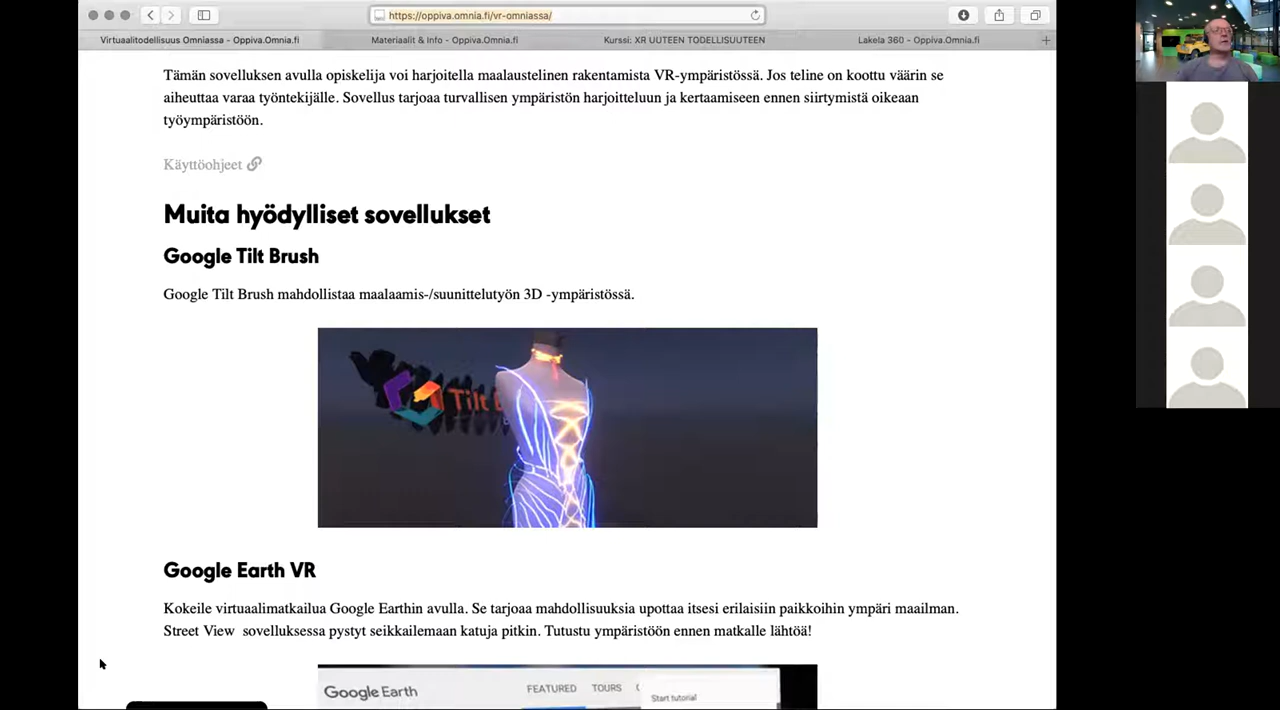 https://oppiva.omnia.fi/vr-omniassa/
Virtuaalitodellisuus Omniassa - Oppiva.Omnia.fi
Materiaalit & Info - Oppiva.Omnia.fi
Kurssi: XR UUTEEN TODELLISUUTEEN
Lakela 360 - Oppiva.Omnia.fi
Tämän sovelluksen avulla opiskelija voi harjoitella maalaustelinen rakentamista VR-ympäristössä. Jos teline on koottu väärin se
aiheuttaa varaa työntekijälle. Sovellus tarjoaa turvallisen ympäristön harjoitteluun ja kertaamiseen ennen siirtymistä oikeaan
työympäristöön.
Käyttöohjeet
Muita hyödylliset sovellukset
Google Tilt Brush
Google Tilt Brush mahdollistaa maalaamis-/suunittelutyön 3D -ympäristössä.
Tilt
Google Earth VR
Kokeile virtuaalimatkailua Google Earthin avulla. Se tarjoaa mahdollisuuksia upottaa itsesi erilaisiin paikkoihin ympäri maailman.
Street View sovelluksessa pystyt seikkailemaan katuja pitkin. Tutustu ympäristöön ennen matkalle lähtöä!
Google Earth
FEATURED
TOURS
Start tutorial